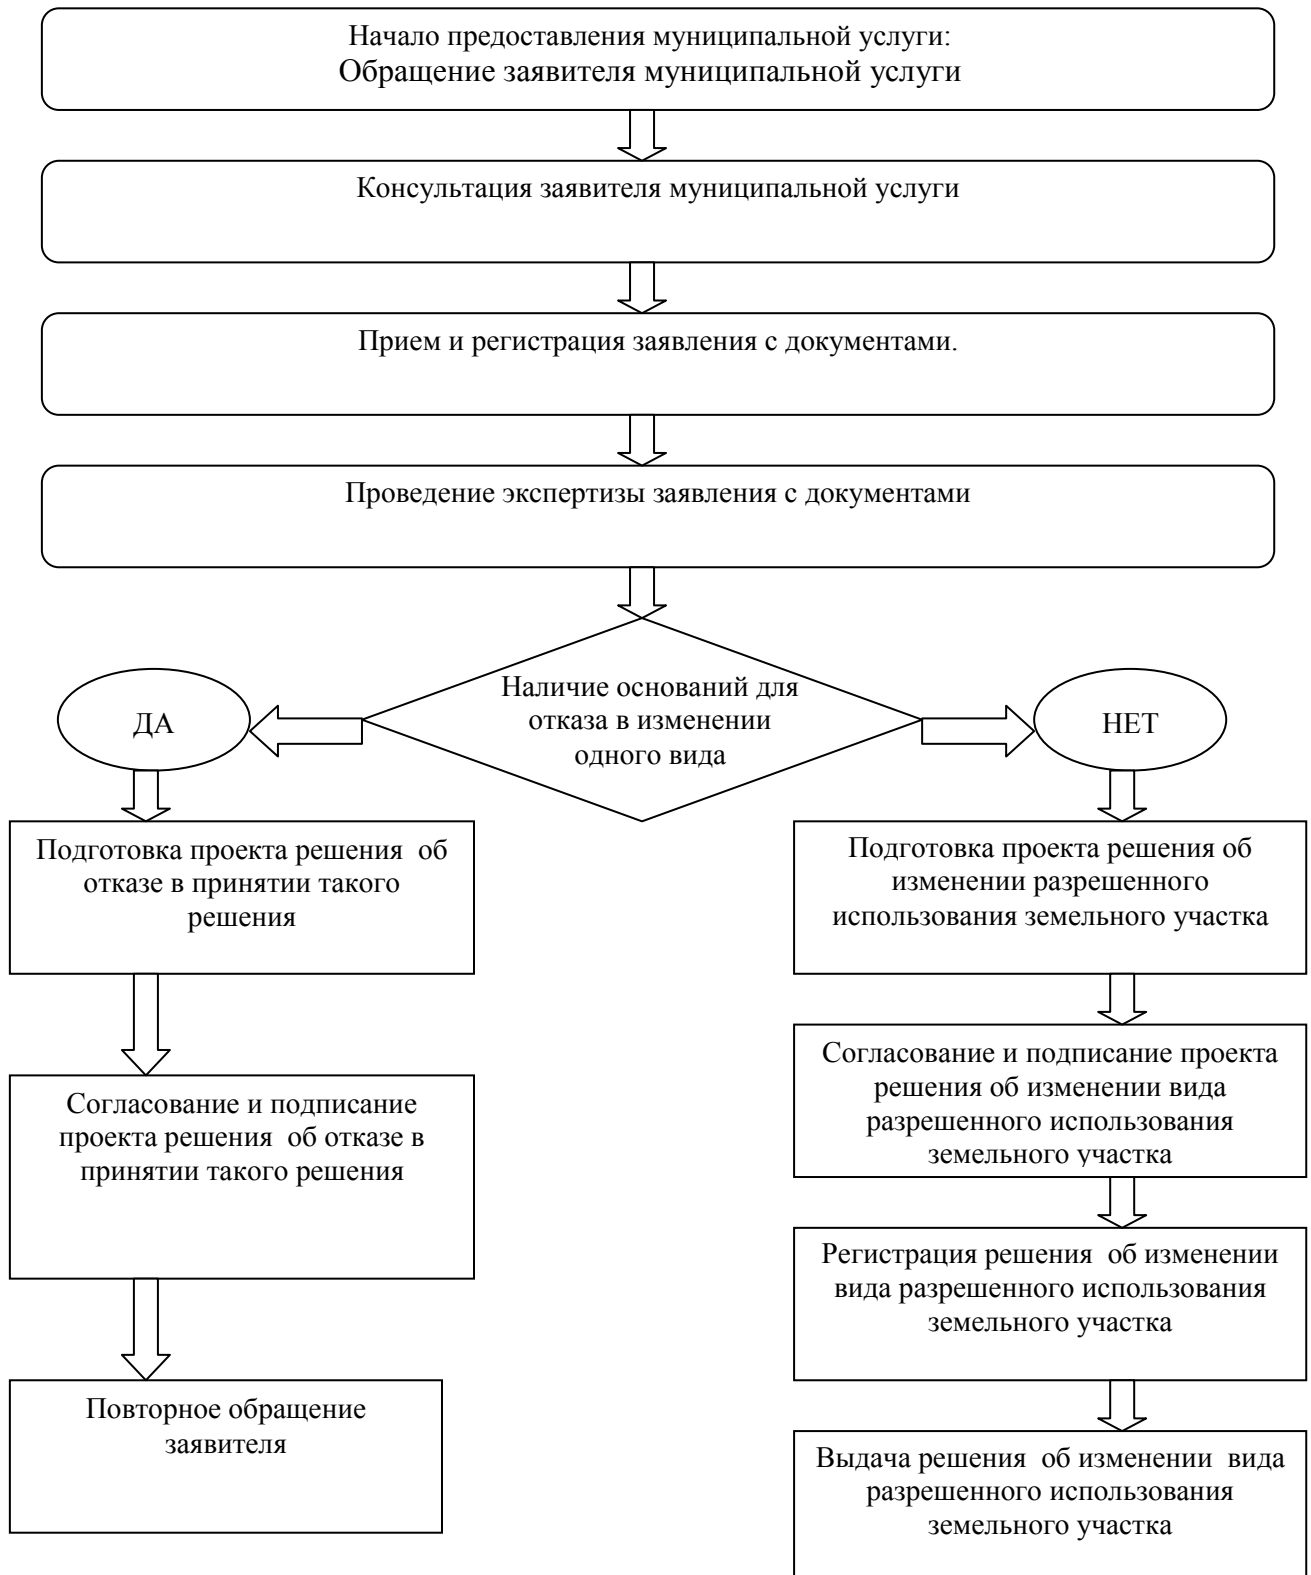 Начало предоставления муниципальной услуги:
Обращение заявителя муниципальной услуги
Консультация заявителя муниципальной услуги
Прием и регистрация заявления с документами.
Проведение экспертизы заявления с документами
Наличие оснований для
отказа в изменении
одного вида
ДА
НЕТ
Подготовка проекта решения об
отказе в принятии такого
решения
Согласование и подписание
проекта решения об отказе в
принятии такого решения
Повторное обращение
заявителя
Подготовка проекта решения об
изменении разрешенного
использования земельного участка
Согласование и подписание проекта
решения об изменении вида
разрешенного использования
земельного участка
Регистрация решения об изменении
вида разрешенного использования
земельного участка
Выдача решения об изменении вида
разрешенного использования
земельного участка